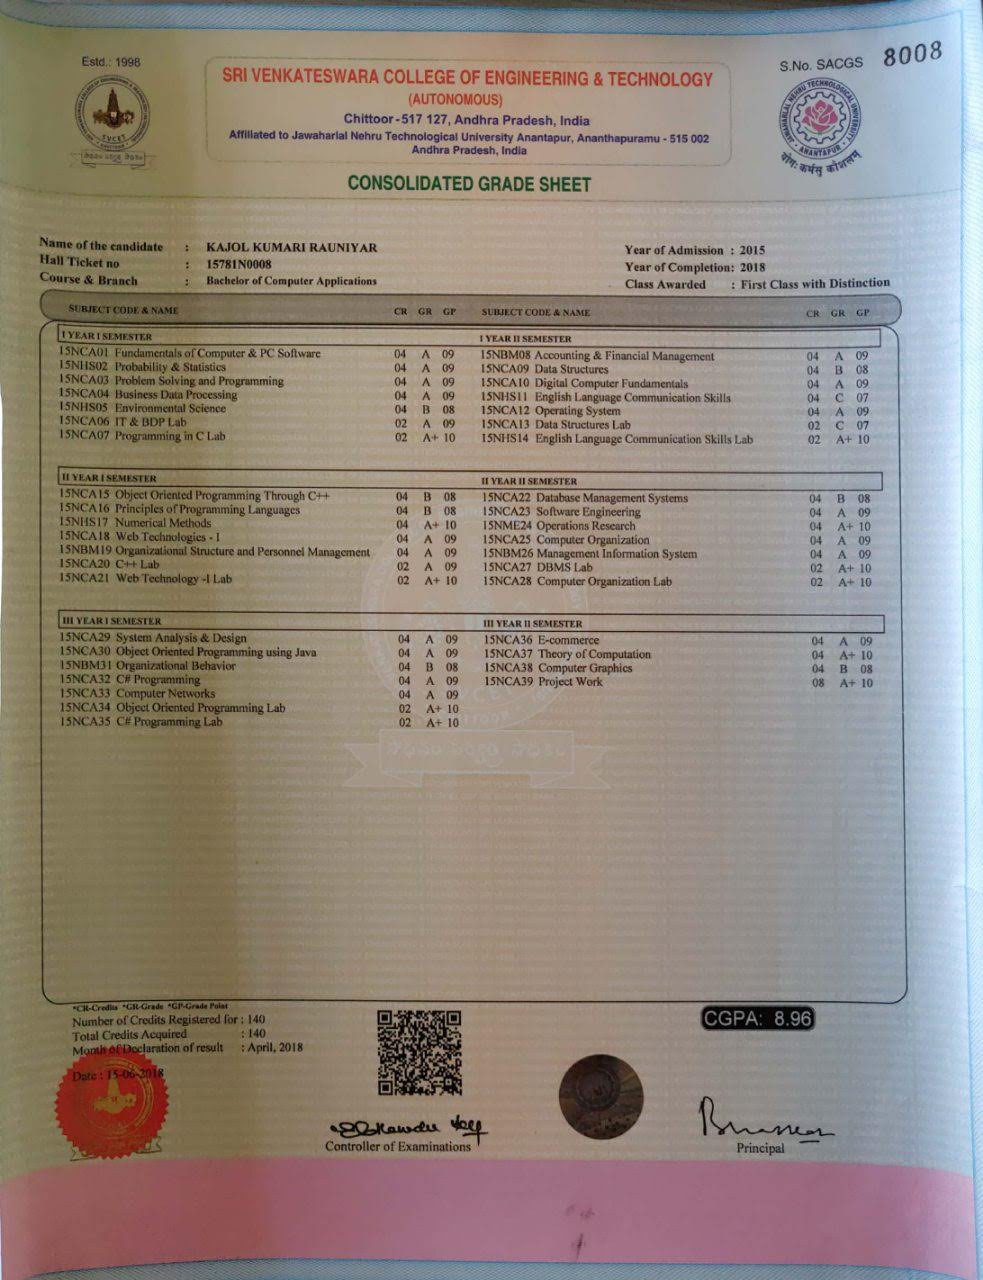 Estd.: 1998
S.No. SACGS 8008
SRI VENKATESWARA COLLEGE OF ENGINEERING & TECHNOLOGY
(AUTONOMOUS)
Chittoor - 517 127, Andhra Pradesh, India
Affiliated to Jawaharlal Nehru Technological University Anantapur, Ananthapuramu - 515 002
Andhra Pradesh, India
SVCET
JAWAHARLAL NEHRU TECHNOLOGICAL UNIVERSITY
ANANTAPUR
योगः कर्मसु कौशलम्
CONSOLIDATED GRADE SHEET
Name of the candidate : KAJOL KUMARI RAUNIYAR
Hall Ticket no : 15781N0008
Course & Branch : Bachelor of Computer Applications
Year of Admission : 2015
Year of Completion: 2018
Class Awarded : First Class with Distinction
SUBJECT CODE & NAME CR GR GP SUBJECT CODE & NAME CR GR GP
I YEAR I SEMESTER
15NCA01 Fundamentals of Computer & PC Software 04 A 09
15NHS02 Probability & Statistics 04 A 09
15NCA03 Problem Solving and Programming 04 A 09
15NCA04 Business Data Processing 04 A 09
15NHS05 Environmental Science 04 B 08
15NCA06 IT & BDP Lab 02 A 09
15NCA07 Programming in C Lab 02 A+ 10
I YEAR II SEMESTER
15NBM08 Accounting & Financial Management 04 A 09
15NCA09 Data Structures 04 B 08
15NCA10 Digital Computer Fundamentals 04 A 09
15NHS11 English Language Communication Skills 04 C 07
15NCA12 Operating System 04 A 09
15NCA13 Data Structures Lab 02 C 07
15NHS14 English Language Communication Skills Lab 02 A+ 10
II YEAR I SEMESTER
15NCA15 Object Oriented Programming Through C++ 04 B 08
15NCA16 Principles of Programming Languages 04 B 08
15NHS17 Numerical Methods 04 A+ 10
15NCA18 Web Technologies - I 04 A 09
15NBM19 Organizational Structure and Personnel Management 04 A 09
15NCA20 C++ Lab 02 A 09
15NCA21 Web Technology -I Lab 02 A+ 10
II YEAR II SEMESTER
15NCA22 Database Management Systems 04 B 08
15NCA23 Software Engineering 04 A 09
15NME24 Operations Research 04 A+ 10
15NCA25 Computer Organization 04 A 09
15NBM26 Management Information System 04 A 09
15NCA27 DBMS Lab 02 A+ 10
15NCA28 Computer Organization Lab 02 A+ 10
III YEAR I SEMESTER
15NCA29 System Analysis & Design 04 A 09
15NCA30 Object Oriented Programming using Java 04 A 09
15NBM31 Organizational Behavior 04 B 08
15NCA32 C# Programming 04 A 09
15NCA33 Computer Networks 04 A 09
15NCA34 Object Oriented Programming Lab 02 A+ 10
15NCA35 C# Programming Lab 02 A+ 10
III YEAR II SEMESTER
15NCA36 E-commerce 04 A 09
15NCA37 Theory of Computation 04 A+ 10
15NCA38 Computer Graphics 04 B 08
15NCA39 Project Work 08 A+ 10
*CR-Credits *GR-Grade *GP-Grade Point
Number of Credits Registered for : 140
Total Credits Acquired : 140
Month of Declaration of result : April, 2018
Date : 15-06-2018
CGPA: 8.96
Controller of Examinations
Principal